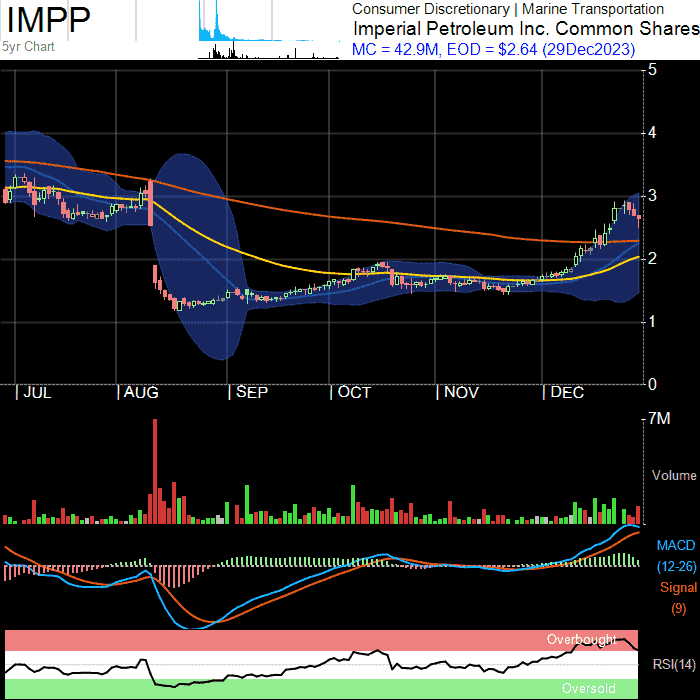 IMPP
5yr Chart
Consumer Discretionary | Marine Transportation
Imperial Petroleum Inc. Common Shares
MC = 42.9M, EOD = $2.64 (29Dec2023)
5
4
3
2
1
0
| JUL | AUG | SEP | OCT | NOV | DEC
7M
Volume
MACD
(12-26)
Signal
(9)
Overbought
RSI(14)
Oversold